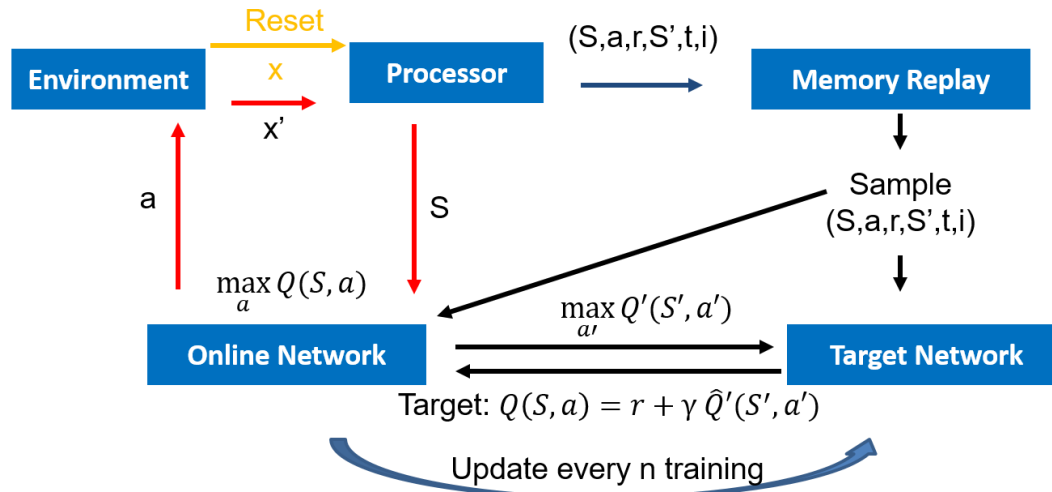 Reset
(S,a,r,S’,t,i)
Environment
x
Processor
Memory Replay
x’
a
S
Sample
(S,a,r,S’,t,i)
max Q(S, a)
a
max Q′(S′, a′)
a′
Online Network
Target Network
Target: Q(S, a) = r + γ Q̂′(S′, a′)
Update every n training